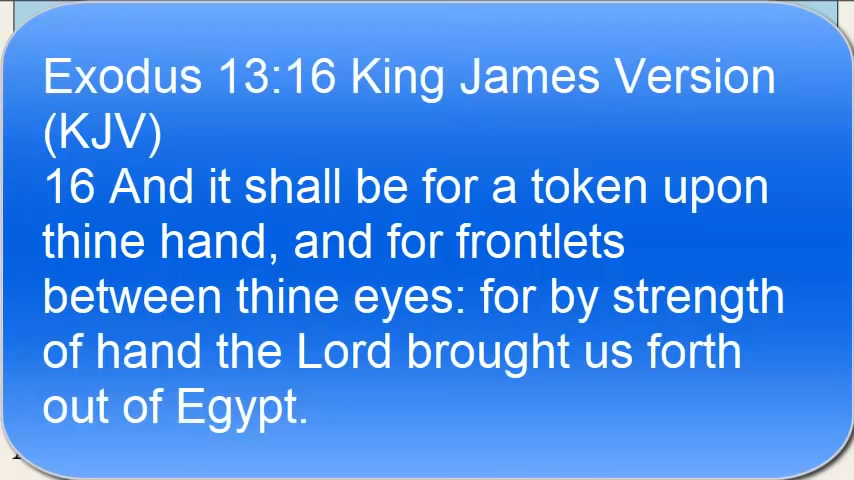 Exodus 13:16 King James Version
(KJV)
16 And it shall be for a token upon
thine hand, and for frontlets
between thine eyes: for by strength
of hand the Lord brought us forth
out of Egypt.